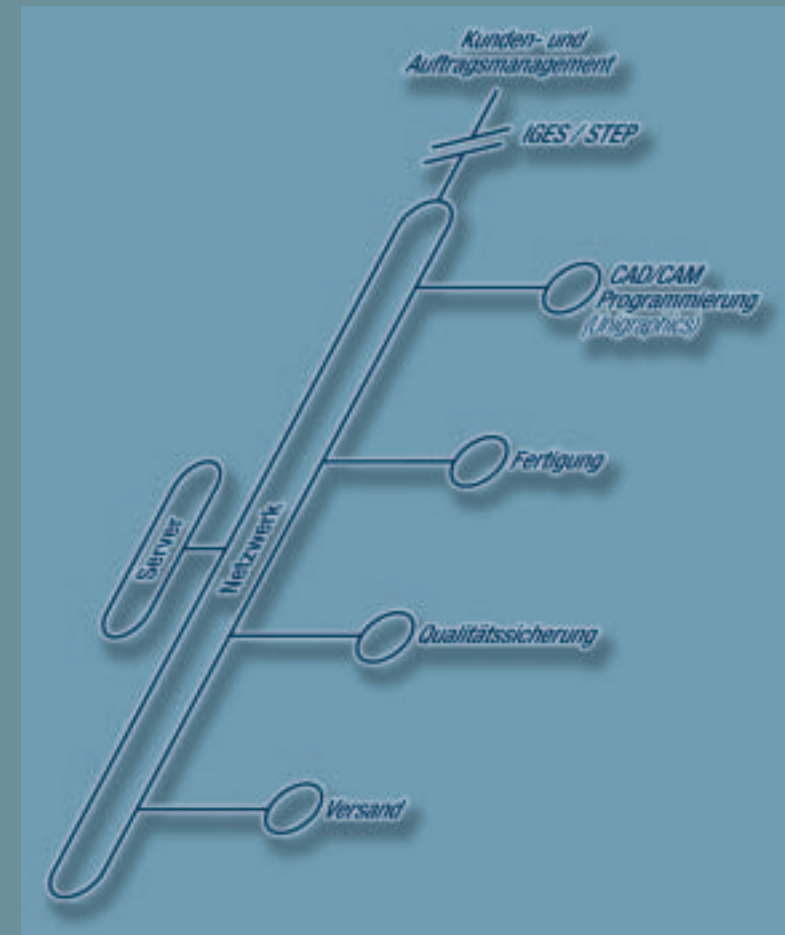 Kunden- und
Auftragsmanagement
IGES / STEP
CAD/CAM
Programmierung
(Unigraphics)
Fertigung
Server
Netzwerk
Qualitätssicherung
Versand